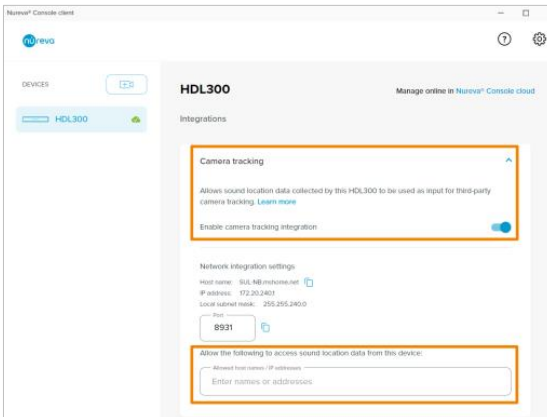 Nureva® Console client
nureva
DEVICES
HDL300
HDL300
Manage online in Nureva® Console cloud
Integrations
Camera tracking
Allows sound location data collected by this HDL300 to be used as input for third-party
camera tracking. Learn more
Enable camera tracking integration
Network integration settings
Host name: SUL-NB.mshome.net
IP address: 172.20.240.1
Local subnet mask: 255.255.240.0
Port
8931
Allow the following to access sound location data from this device:
Allowed host names / IP addresses
Enter names or addresses